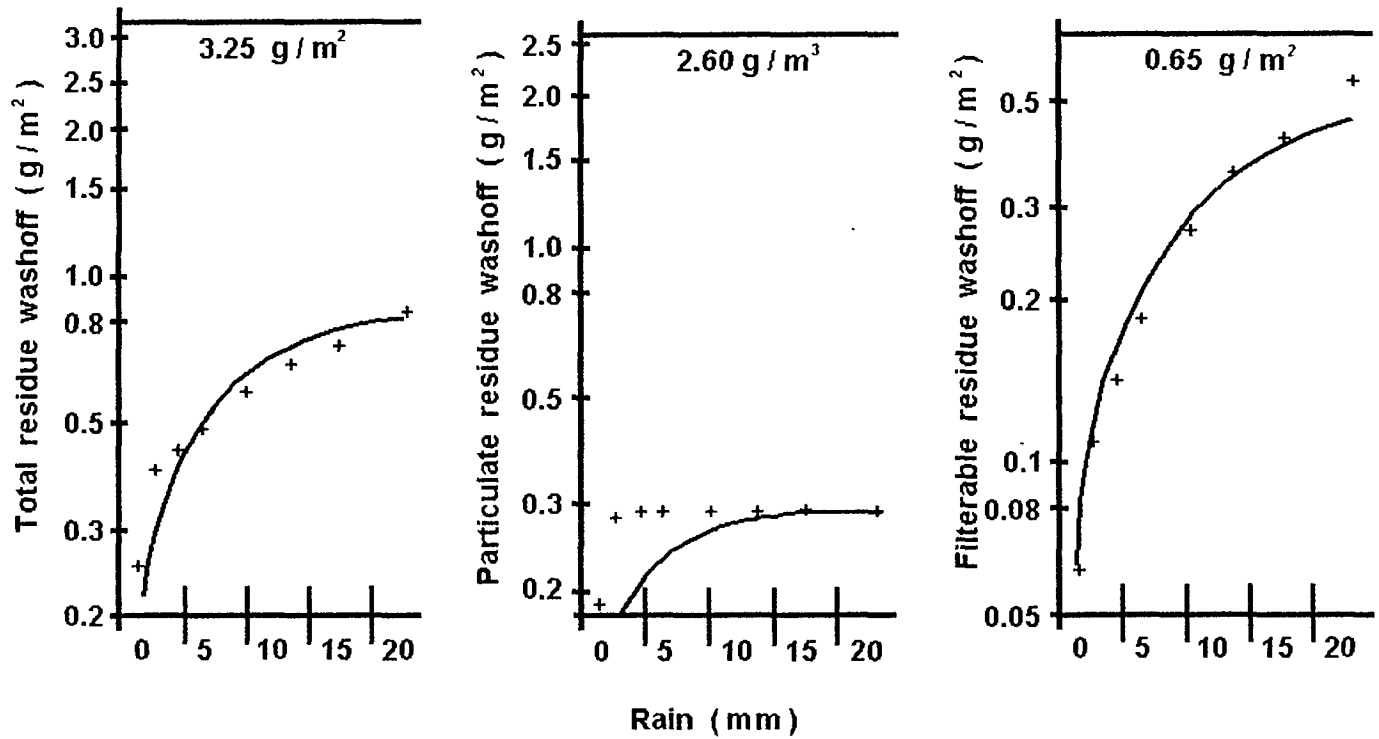 Total residue washoff (g/m²)
3.25 g/m²
3.0
2.5
2.0
1.5
1.0
0.8
0.5
0.3
0.2
0 5 10 15 20
Particulate residue washoff (g/m²)
2.60 g/m³
2.5
2.0
1.5
1.0
0.8
0.5
0.3
0.2
0 5 10 15 20
Filterable residue washoff (g/m²)
0.65 g/m²
0.5
0.3
0.2
0.1
0.08
0.05
0 5 10 15 20
Rain (mm)